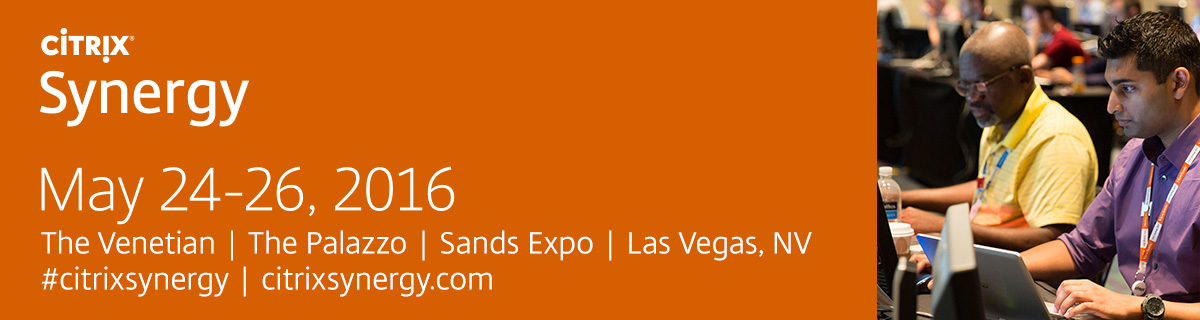 CITRIX®
Synergy
May 24-26, 2016
The Venetian | The Palazzo | Sands Expo | Las Vegas, NV
#citrixsynergy | citrixsynergy.com